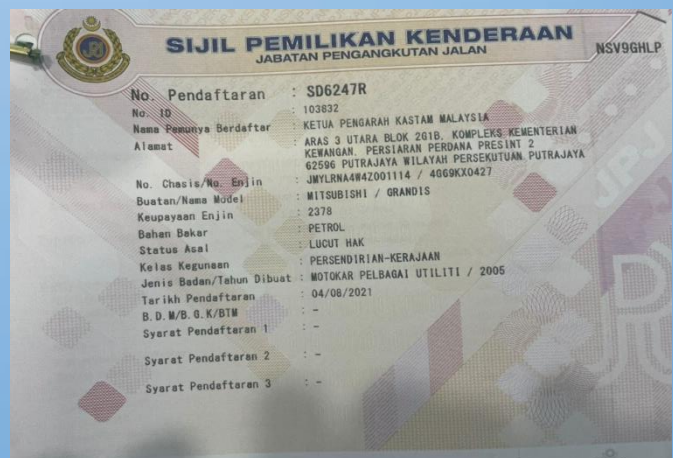 SIJIL PEMILIKAN KENDERAAN
JABATAN PENGANGKUTAN JALAN
NSV9GHLP
No. Pendaftaran : SD6247R
No. ID : 103832
Nama Pemunya Berdaftar : KETUA PENGARAH KASTAM MALAYSIA
Alamat : ARAS 3 UTARA BLOK 2G1B, KOMPLEKS KEMENTERIAN
KEWANGAN, PERSIARAN PERDANA PRESINT 2
62596 PUTRAJAYA WILAYAH PERSEKUTUAN PUTRAJAYA
No. Chasis/No. Enjin : JMYLRNA4W4Z001114 / 4G69KX0427
Buatan/Nama Model : MITSUBISHI / GRANDIS
Keupayaan Enjin : 2378
Bahan Bakar : PETROL
Status Asal : LUCUT HAK
Kelas Kegunaan : PERSENDIRIAN-KERAJAAN
Jenis Badan/Tahun Dibuat : MOTOKAR PELBAGAI UTILITI / 2005
Tarikh Pendaftaran : 04/08/2021
B.D.M/B.G.K/BTM : -
Syarat Pendaftaran 1 : -
Syarat Pendaftaran 2 : -
Syarat Pendaftaran 3 : -
JPJ